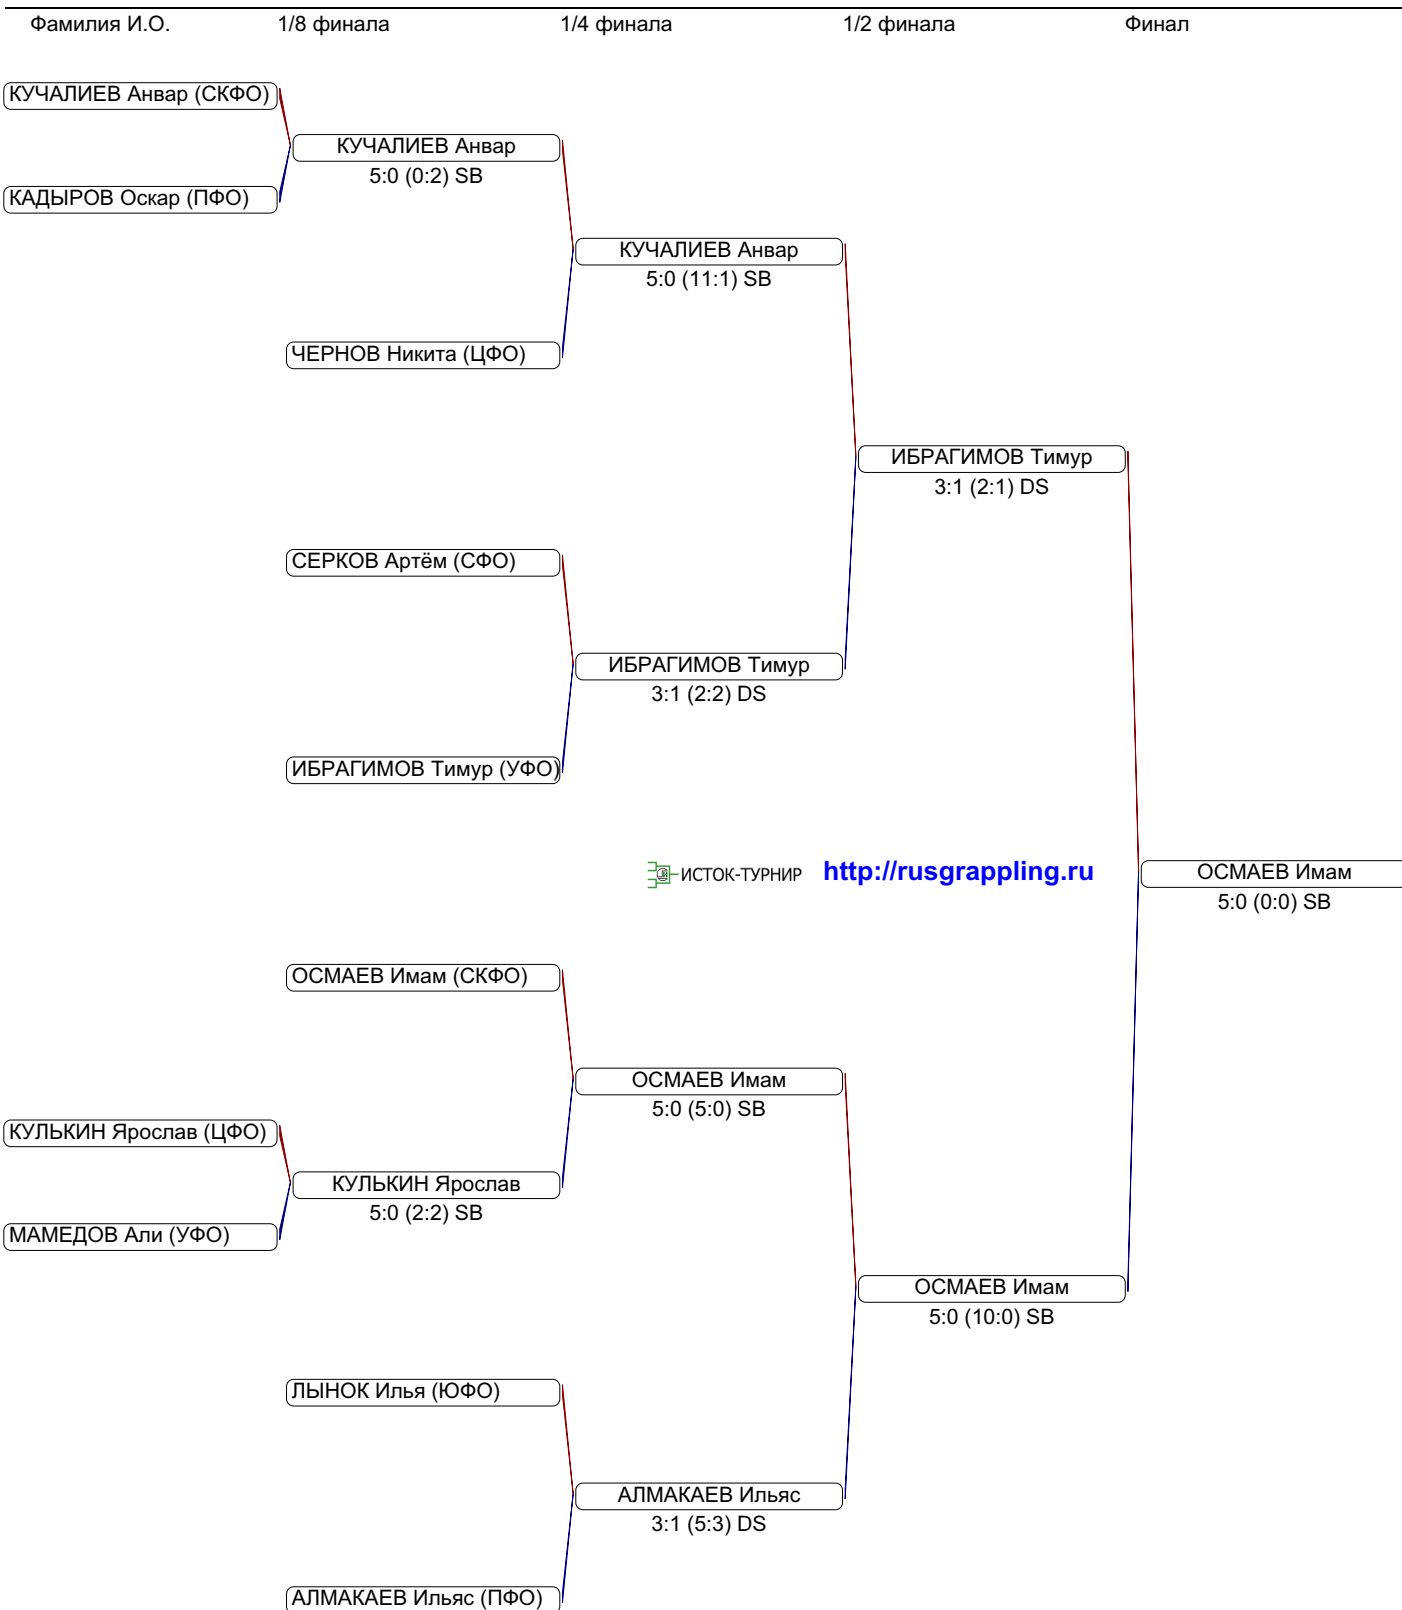 Фамилия И.О. 1/8 финала 1/4 финала 1/2 финала Финал
КУЧАЛИЕВ Анвар (СКФО)
КУЧАЛИЕВ Анвар
5:0 (0:2) SB
КАДЫРОВ Оскар (ПФО)
КУЧАЛИЕВ Анвар
5:0 (11:1) SB
ЧЕРНОВ Никита (ЦФО)
ИБРАГИМОВ Тимур
3:1 (2:1) DS
СЕРКОВ Артём (СФО)
ИБРАГИМОВ Тимур
3:1 (2:2) DS
ИБРАГИМОВ Тимур (УФО)
ИСТОК-ТУРНИР http://rusgrappling.ru
ОСМАЕВ Имам
5:0 (0:0) SB
ОСМАЕВ Имам (СКФО)
ОСМАЕВ Имам
5:0 (5:0) SB
КУЛЬКИН Ярослав (ЦФО)
КУЛЬКИН Ярослав
5:0 (2:2) SB
МАМЕДОВ Али (УФО)
ОСМАЕВ Имам
5:0 (10:0) SB
ЛЫНОК Илья (ЮФО)
АЛМАКАЕВ Ильяс
3:1 (5:3) DS
АЛМАКАЕВ Ильяс (ПФО)